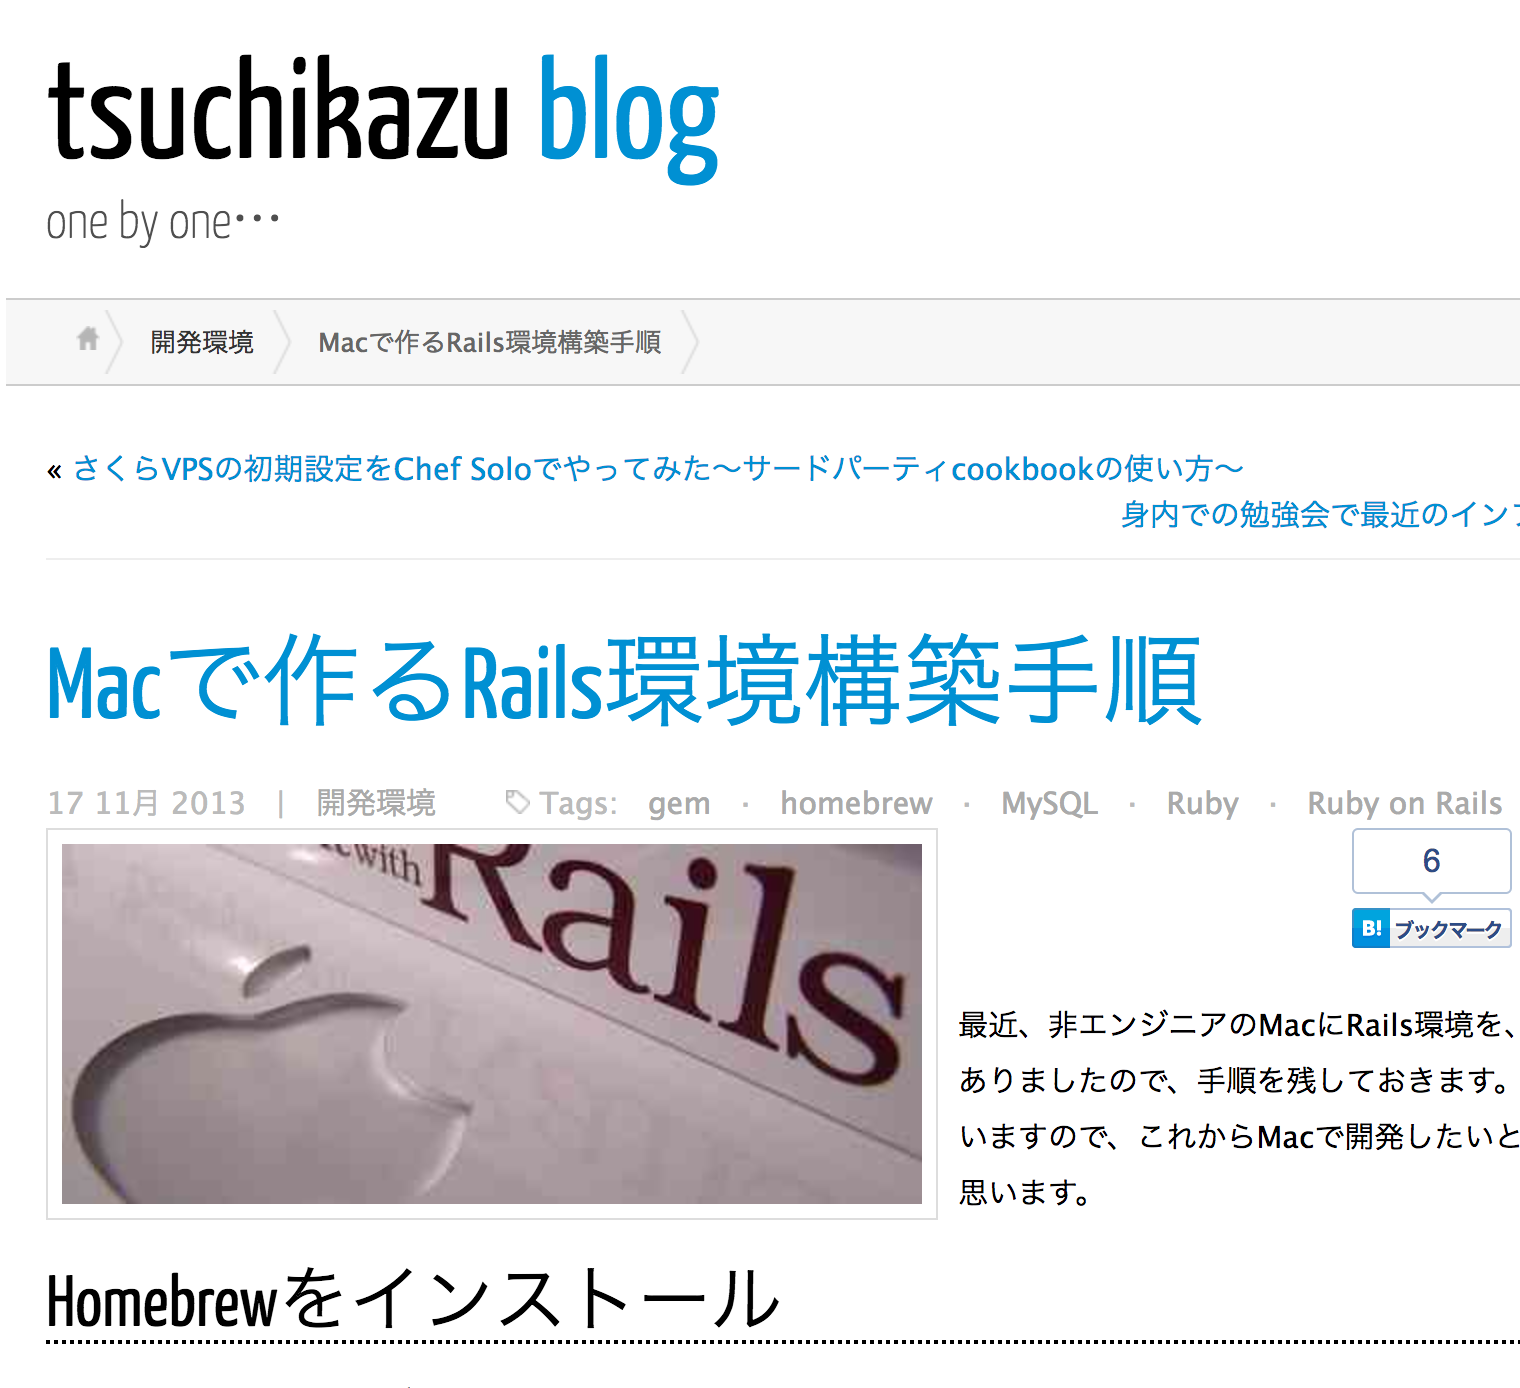 tsuchikazu blog
one by one…
開発環境 Macで作るRails環境構築手順
« さくらVPSの初期設定をChef Soloでやってみた〜サードパーティcookbookの使い方〜
身内での勉強会で最近のイン
Macで作るRails環境構築手順
17 11月 2013 | 開発環境 Tags: gem · homebrew · MySQL · Ruby · Ruby on Rails
with
Rails
6
B! ブックマーク
最近、非エンジニアのMacにRails環境を、
ありましたので、手順を残しておきます。
いますので、これからMacで開発したいと
思います。
Homebrewをインストール